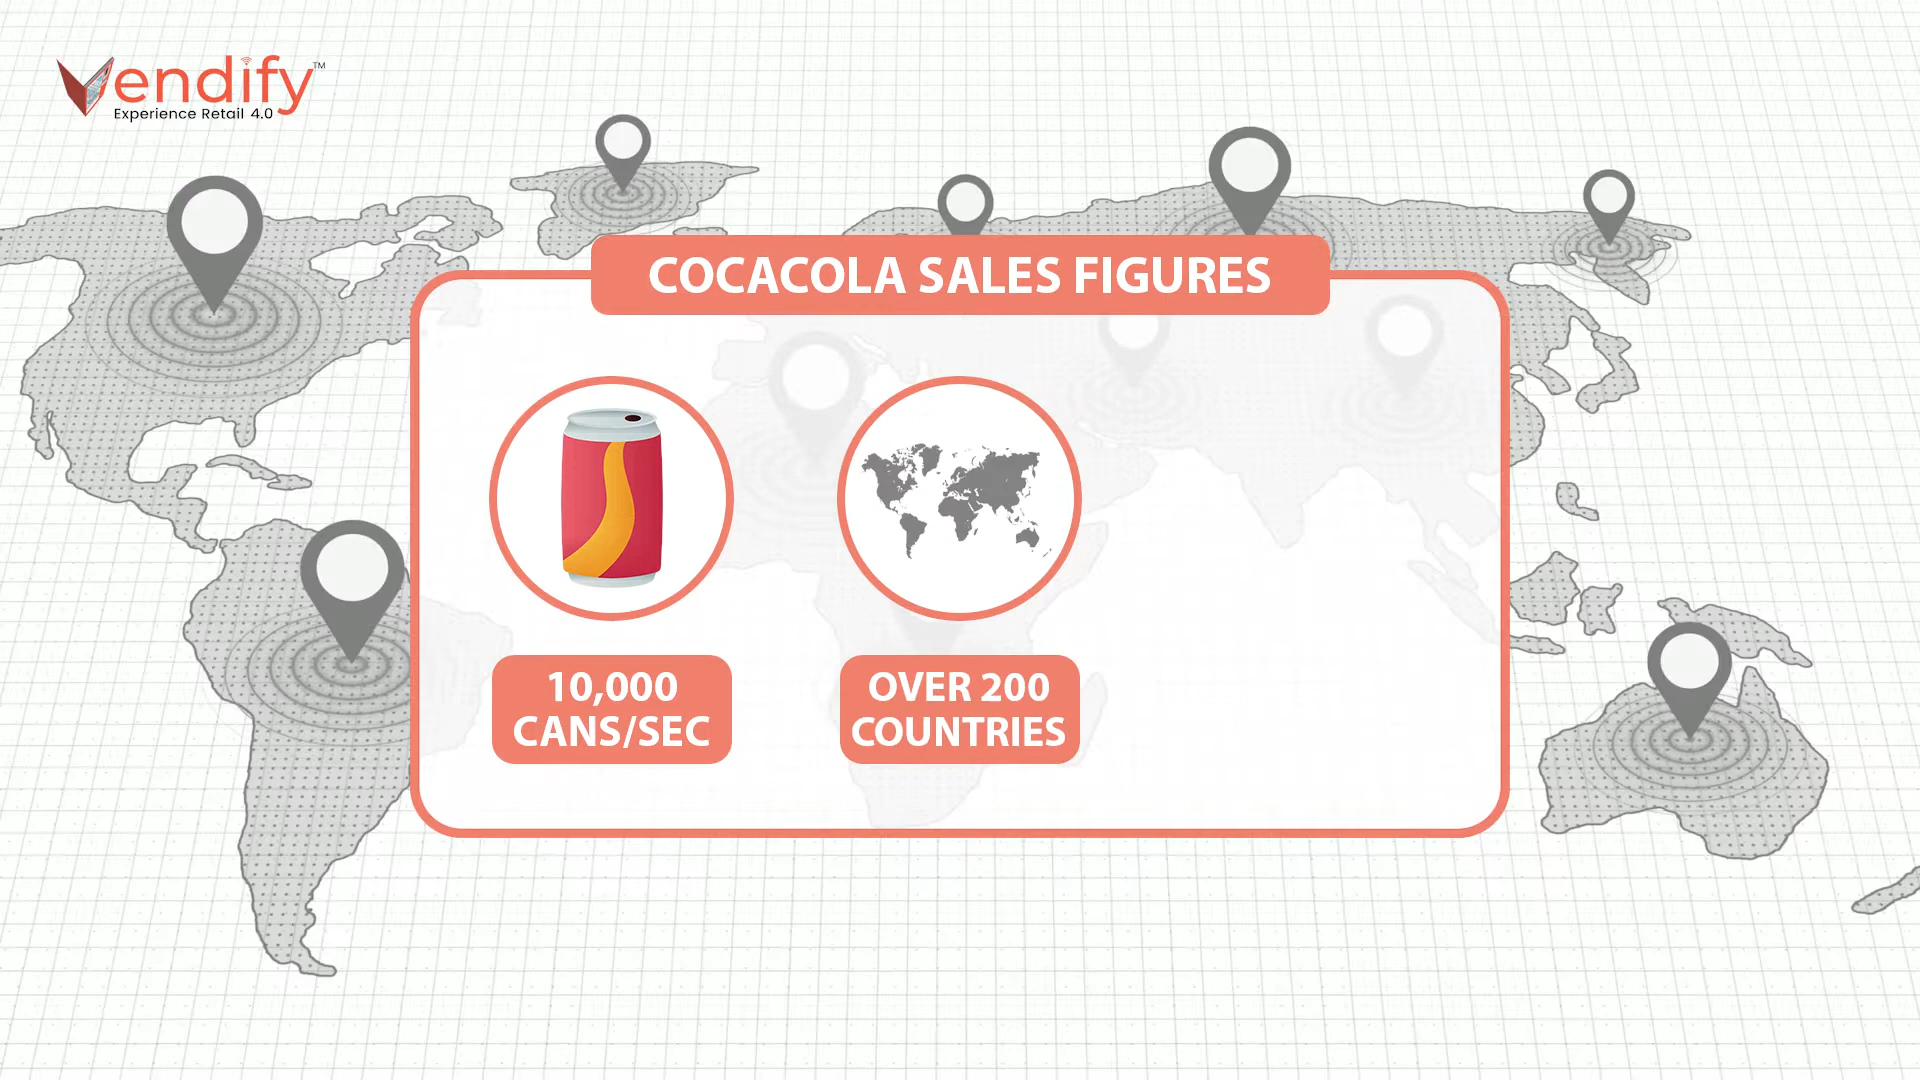 Vendify™
Experience Retail 4.0
COCACOLA SALES FIGURES
10,000
CANS/SEC
OVER 200
COUNTRIES